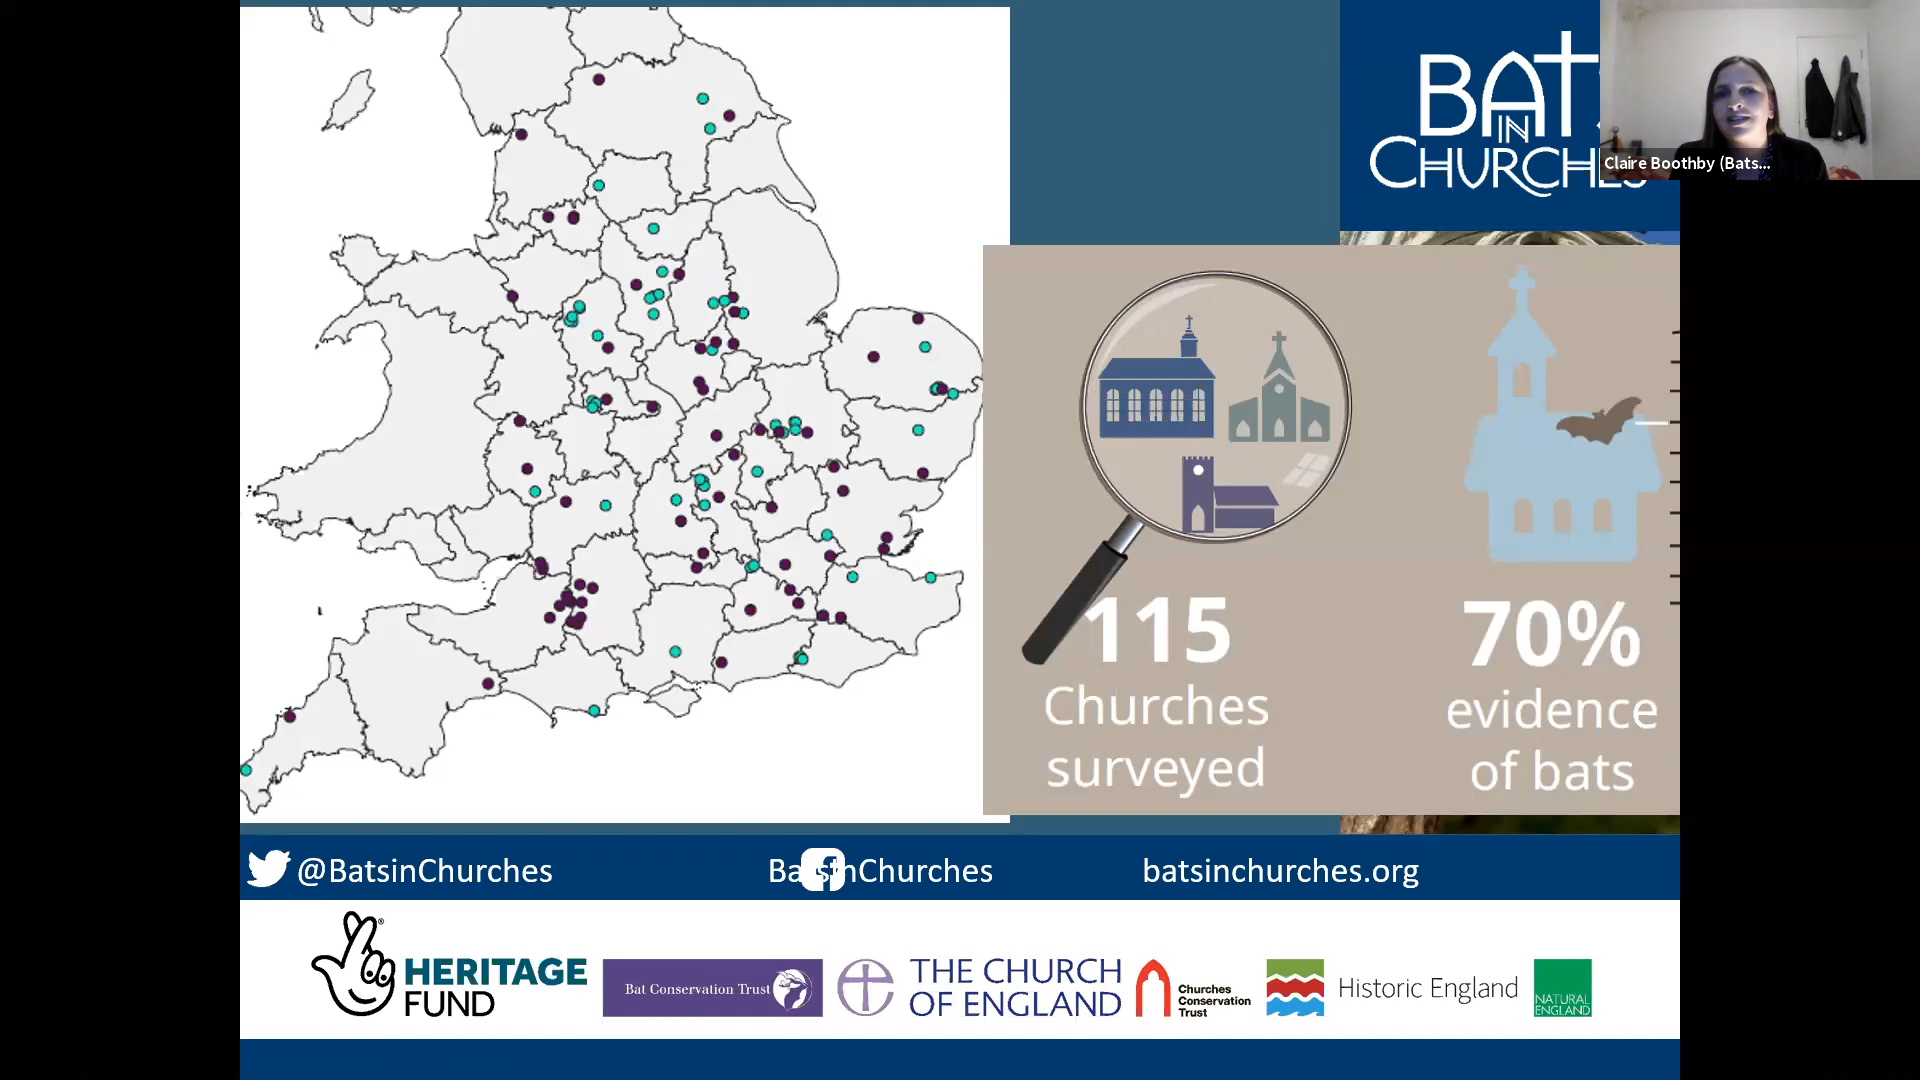 BATS
IN
CHURCHES
Claire Boothby (Bats...
115
Churches
surveyed
70%
evidence
of bats
@BatsinChurches
BatsinChurches
batsinchurches.org
HERITAGE
FUND
Bat Conservation Trust
THE CHURCH
OF ENGLAND
Churches
Conservation
Trust
Historic England
NATURAL
ENGLAND